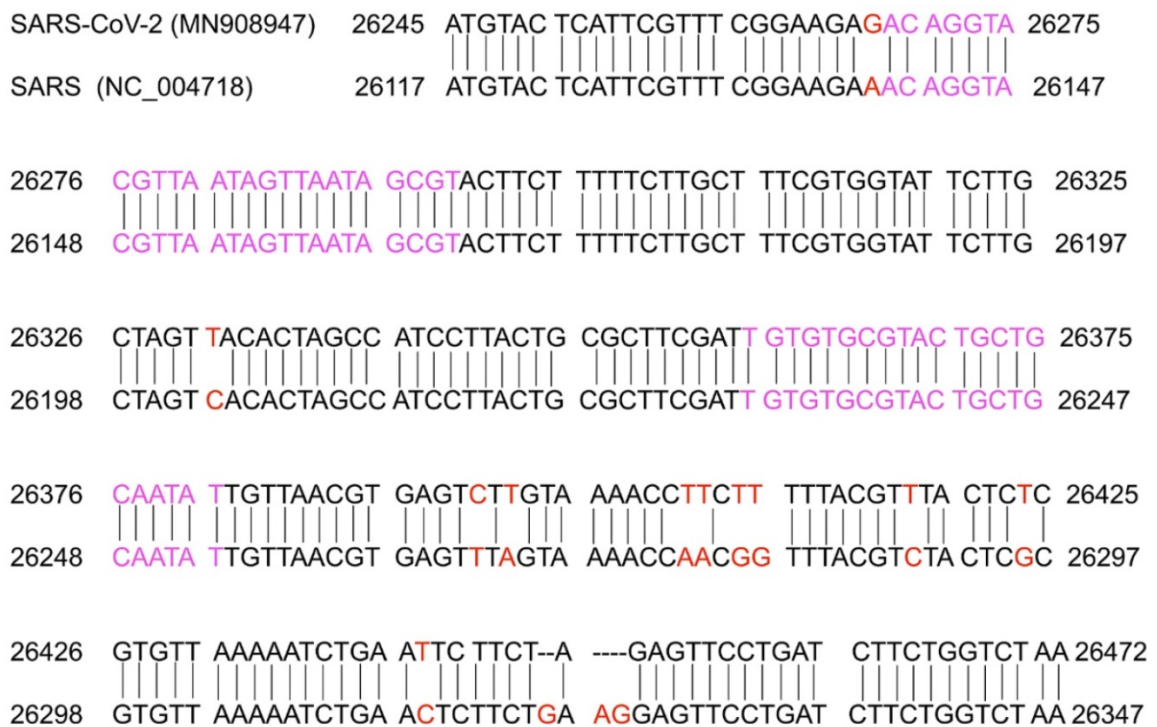 SARS-CoV-2 (MN908947) 26245 ATGTAC TCATTCGTTT CGGAAGAGAC AGGTA 26275
SARS (NC_004718) 26117 ATGTAC TCATTCGTTT CGGAAGAAAC AGGTA 26147
26276 CGTTA ATAGTTAATA GCGTACTTCT TTTTCTTGCT TTCGTGGTAT TCTTG 26325
26148 CGTTA ATAGTTAATA GCGTACTTCT TTTTCTTGCT TTCGTGGTAT TCTTG 26197
26326 CTAGT TACACTAGCC ATCCTTACTG CGCTTCGATT GTGTGCGTAC TGCTG 26375
26198 CTAGT CACACTAGCC ATCCTTACTG CGCTTCGATT GTGTGCGTAC TGCTG 26247
26376 CAATA TTGTTAACGT GAGTCTTGTA AAACCTTCTT TTTACGTTTA CTCTC 26425
26248 CAATA TTGTTAACGT GAGTTTAGTA AAACCAACGG TTTACGTCTA CTCGC 26297
26426 GTGTT AAAAATCTGA ATTC TTCT--A ----GAGTTCCTGAT CTTCTGGTCT AA 26472
26298 GTGTT AAAAATCTGA ACTCTTCTGA AGGAGTTCCTGAT CTTCTGGTCT AA 26347